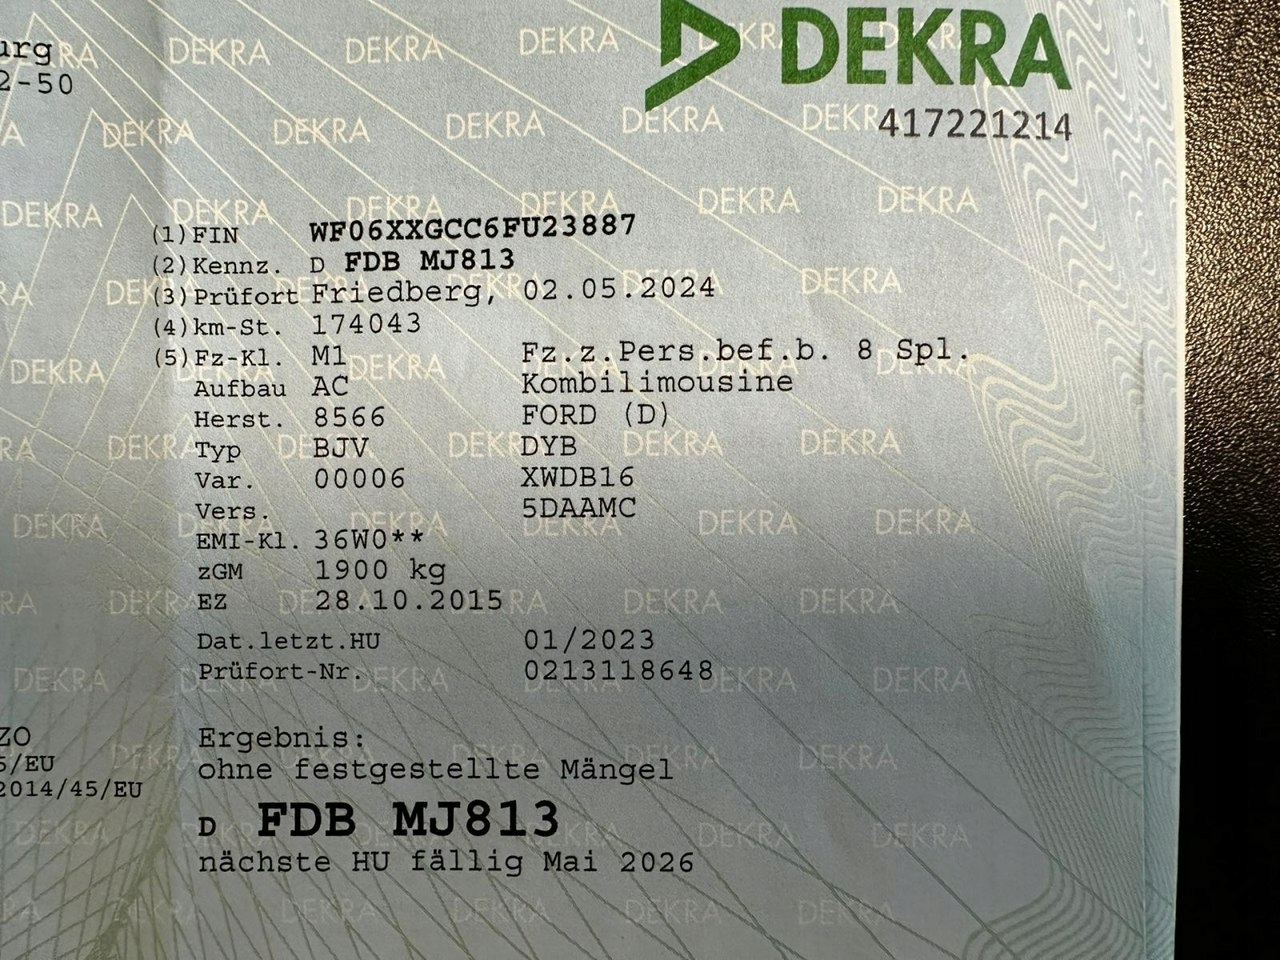 urg
2-50
DEKRA
417221214
(1) FIN WF06XXGCC6FU23887
(2) Kennz. D FDB MJ813
(3) Prüfort Friedberg, 02.05.2024
(4) km-St. 174043
(5) Fz-Kl. M1 Fz.z.Pers.bef.b. 8 Spl.
Aufbau AC Kombilimousine
Herst. 8566 FORD (D)
Typ BJV DYB
Var. 00006 XWDB16
Vers. 5DAAMC
EMI-Kl. 36W0**
zGM 1900 kg
EZ 28.10.2015
Dat.letzt.HU 01/2023
Prüfort-Nr. 0213118648
ZO
5/EU
2014/45/EU
Ergebnis:
ohne festgestellte Mängel
D FDB MJ813
nächste HU fällig Mai 2026